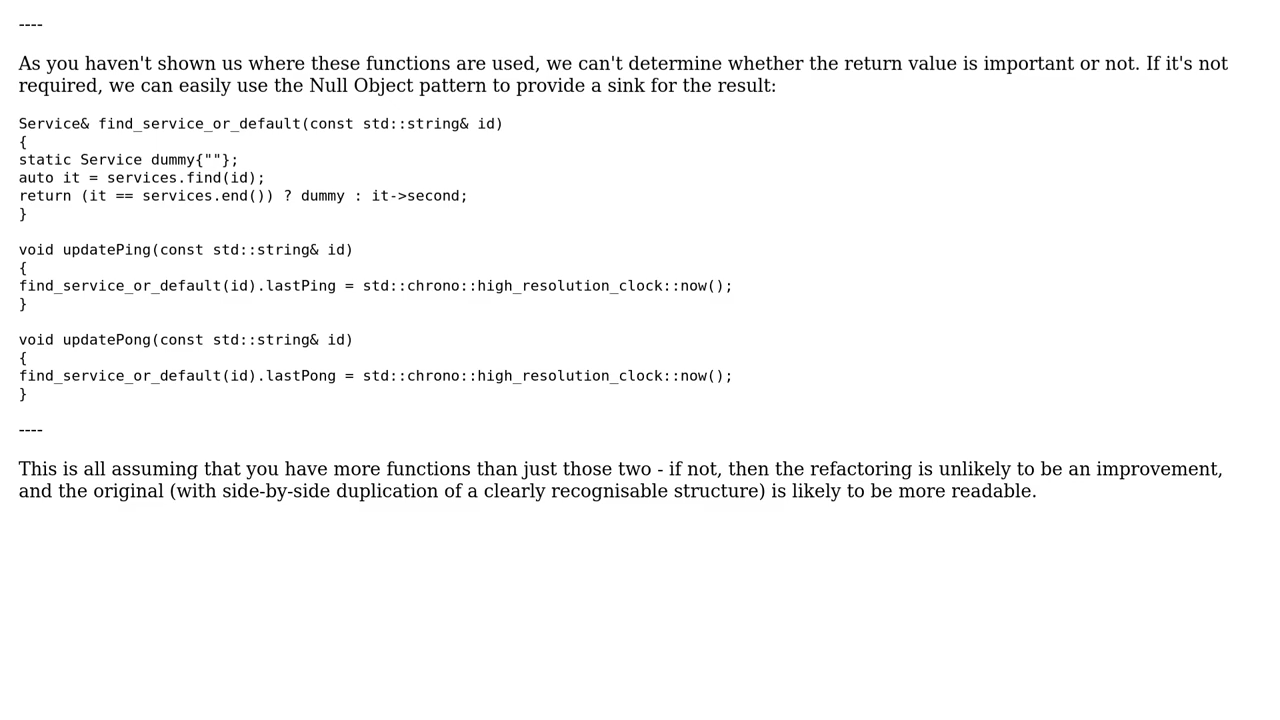 ----
As you haven't shown us where these functions are used, we can't determine whether the return value is important or not. If it's not
required, we can easily use the Null Object pattern to provide a sink for the result:
Service& find_service_or_default(const std::string& id)
{
static Service dummy{""};
auto it = services.find(id);
return (it == services.end()) ? dummy : it->second;
}
void updatePing(const std::string& id)
{
find_service_or_default(id).lastPing = std::chrono::high_resolution_clock::now();
}
void updatePong(const std::string& id)
{
find_service_or_default(id).lastPong = std::chrono::high_resolution_clock::now();
}
----
This is all assuming that you have more functions than just those two - if not, then the refactoring is unlikely to be an improvement,
and the original (with side-by-side duplication of a clearly recognisable structure) is likely to be more readable.